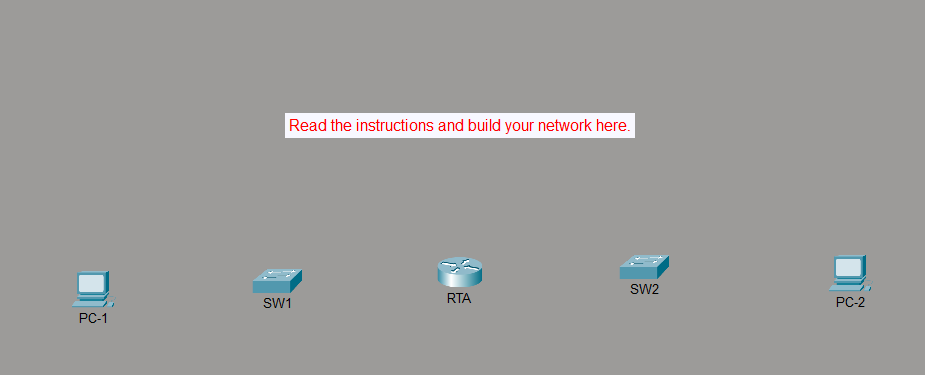 Read the instructions and build your network here.
PC-1
SW1
RTA
SW2
PC-2